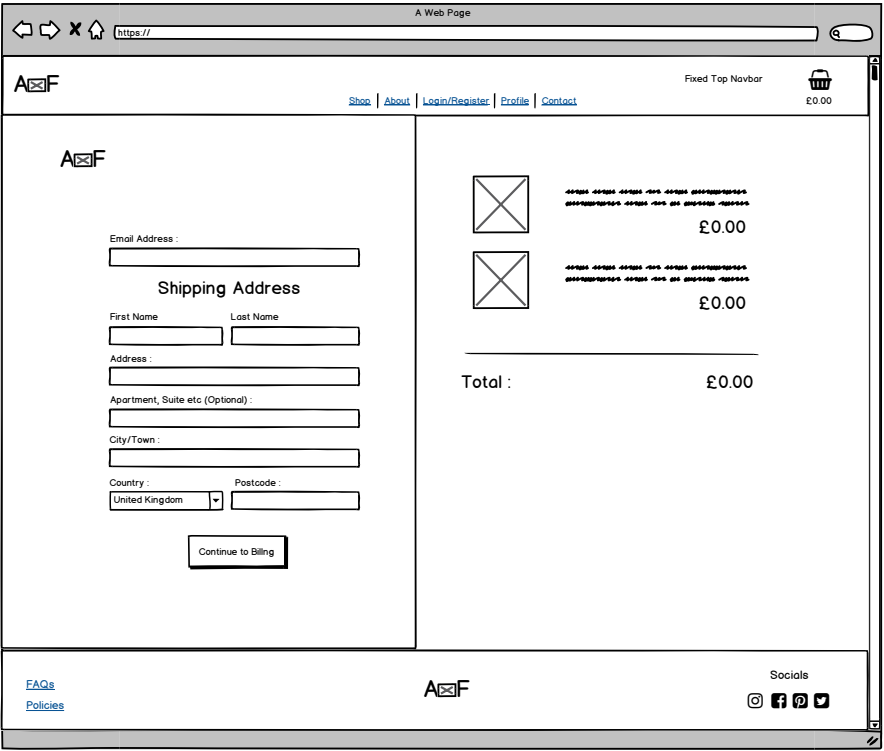 A Web Page
https://
A F
Fixed Top Navbar
Shop About Login/Register Profile Contact
£0.00
A F
Email Address :
Shipping Address
First Name Last Name
Address :
Apartment, Suite etc (Optional) :
City/Town :
Country : Postcode :
United Kingdom
Continue to Billng
£0.00
£0.00
Total : £0.00
FAQs
Policies
A F
Socials